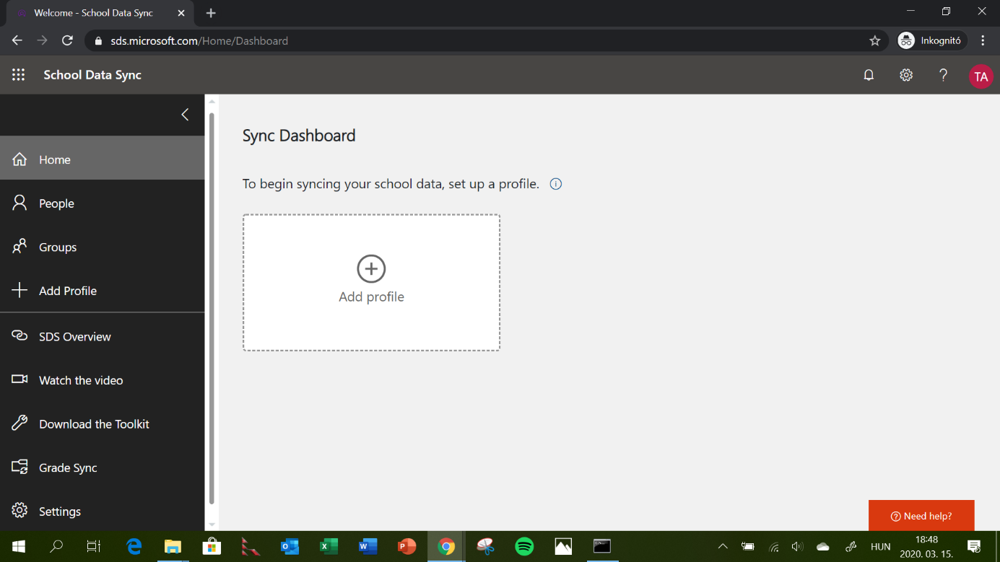 Welcome - School Data Sync
sds.microsoft.com/Home/Dashboard
Inkognitó
School Data Sync
TA
Home
People
Groups
Add Profile
SDS Overview
Watch the video
Download the Toolkit
Grade Sync
Settings
Sync Dashboard
To begin syncing your school data, set up a profile.
Add profile
Need help?
HUN
18:48
2020. 03. 15.